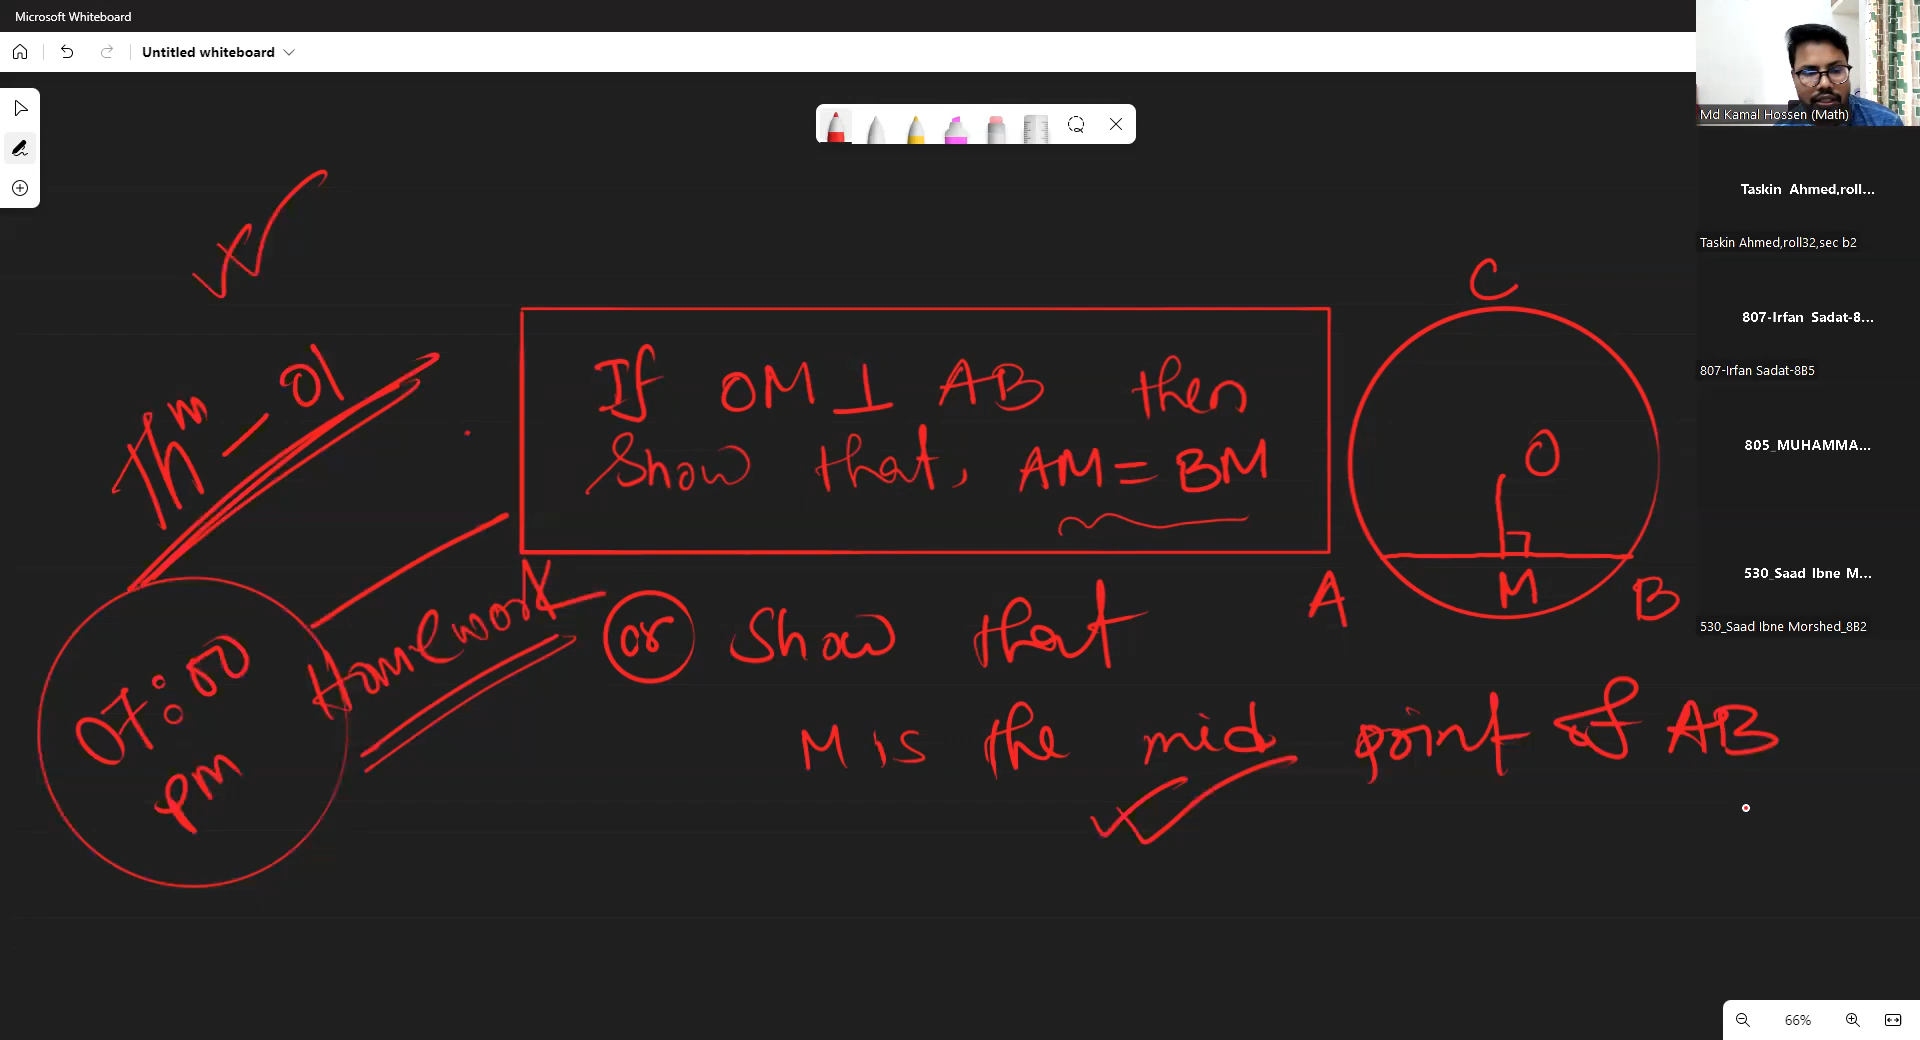 Microsoft Whiteboard
Untitled whiteboard
Md Kamal Hossen (Math)
Taskin Ahmed,roll...
Taskin Ahmed,roll32,sec b2
807-Irfan Sadat-8...
807-Irfan Sadat-8B5
805_MUHAMMA...
530_Saad Ibne M...
530_Saad Ibne Morshed_8B2
Thm - 01
If OM ⊥ AB then
show that, AM = BM
C
O
M
A
B
Homework
07:00
pm
or show that
M is the mid point of AB
66%